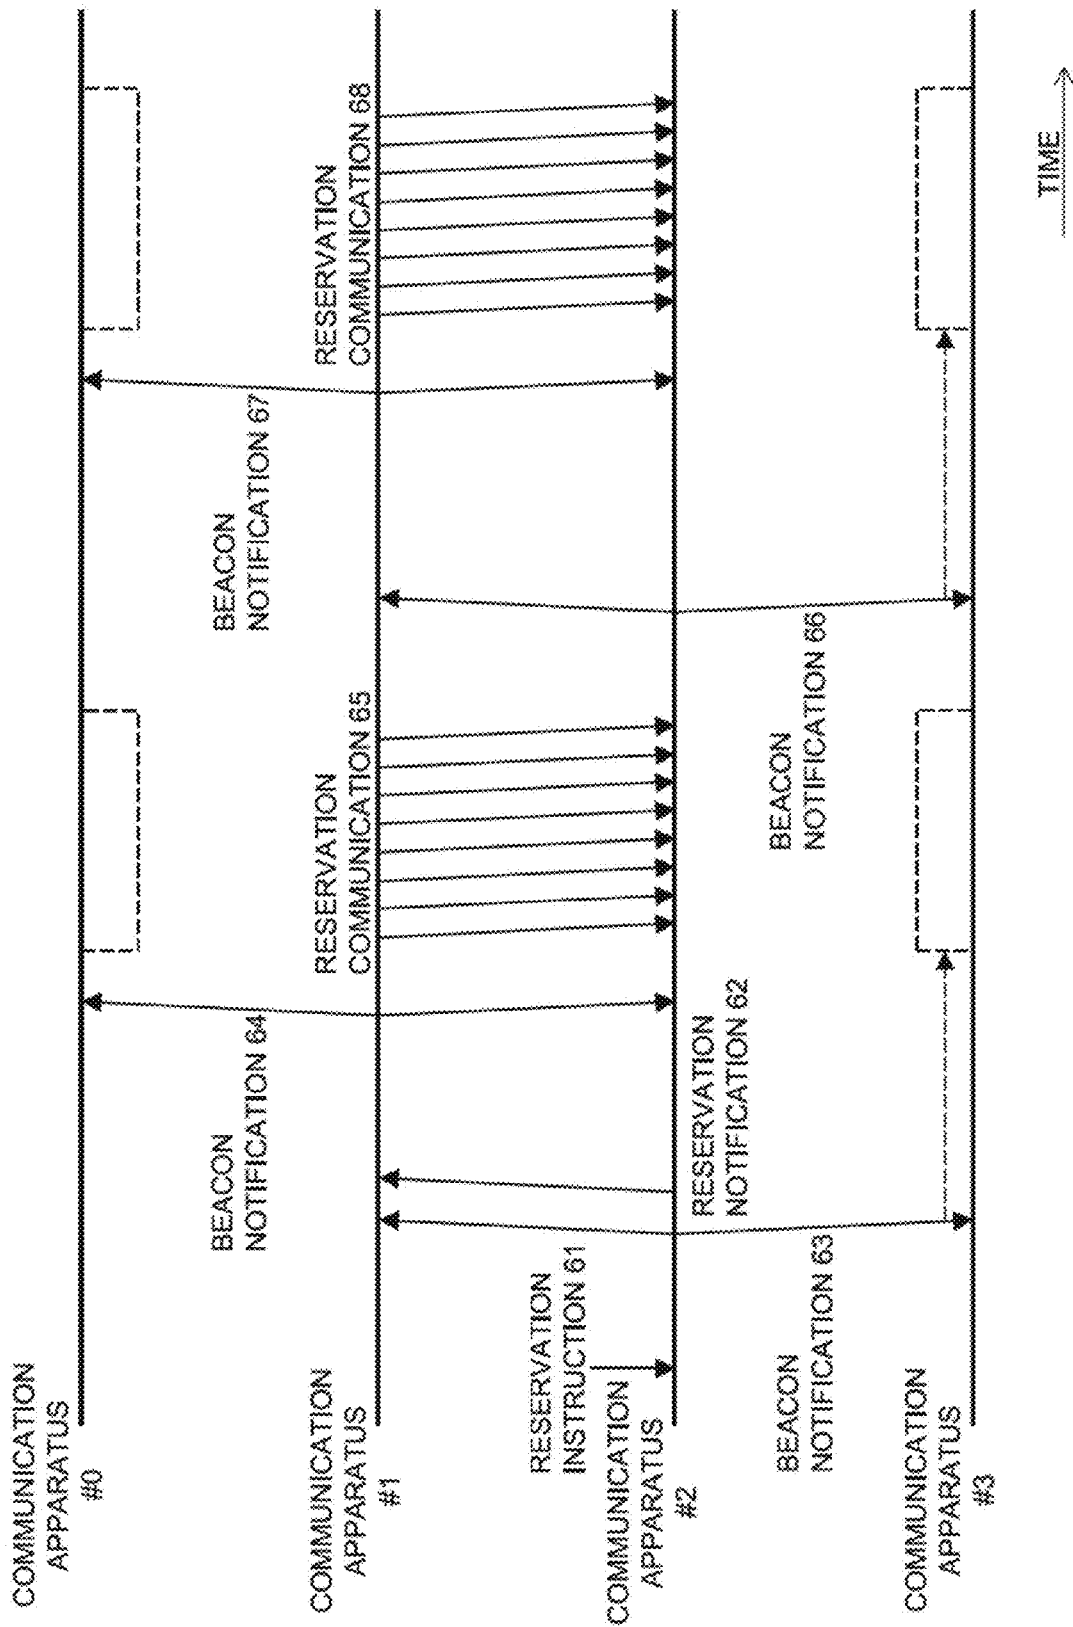 COMMUNICATION
APPARATUS
#0
COMMUNICATION
APPARATUS
#1
COMMUNICATION
APPARATUS
#2
COMMUNICATION
APPARATUS
#3
RESERVATION
INSTRUCTION 61
BEACON
NOTIFICATION 63
RESERVATION
NOTIFICATION 62
BEACON
NOTIFICATION 64
RESERVATION
COMMUNICATION 65
BEACON
NOTIFICATION 66
BEACON
NOTIFICATION 67
RESERVATION
COMMUNICATION 68
TIME